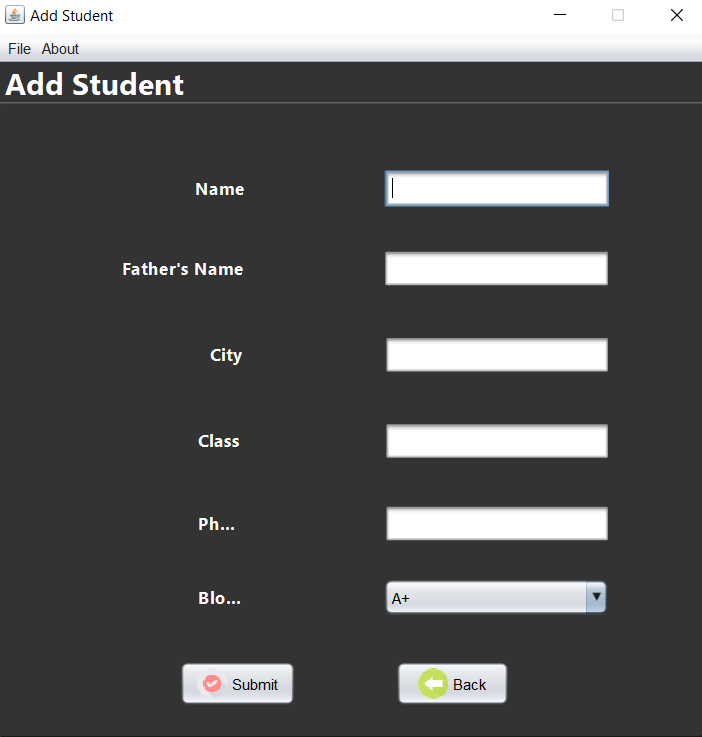 Add Student
File About
Add Student
Name
Father's Name
City
Class
Ph...
Blo...
A+
Submit
Back